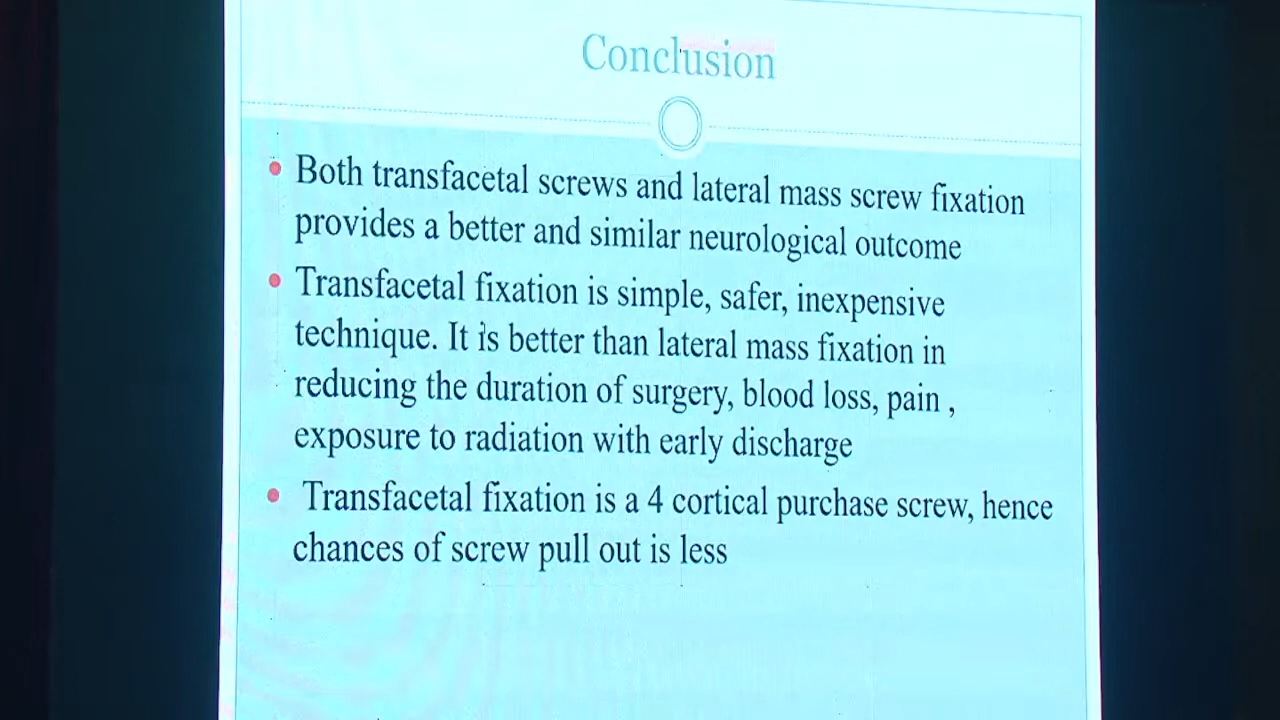 Conclusion
Both transfacetal screws and lateral mass screw fixation
provides a better and similar neurological outcome
Transfacetal fixation is simple, safer, inexpensive
technique. It is better than lateral mass fixation in
reducing the duration of surgery, blood loss, pain ,
exposure to radiation with early discharge
Transfacetal fixation is a 4 cortical purchase screw, hence
chances of screw pull out is less